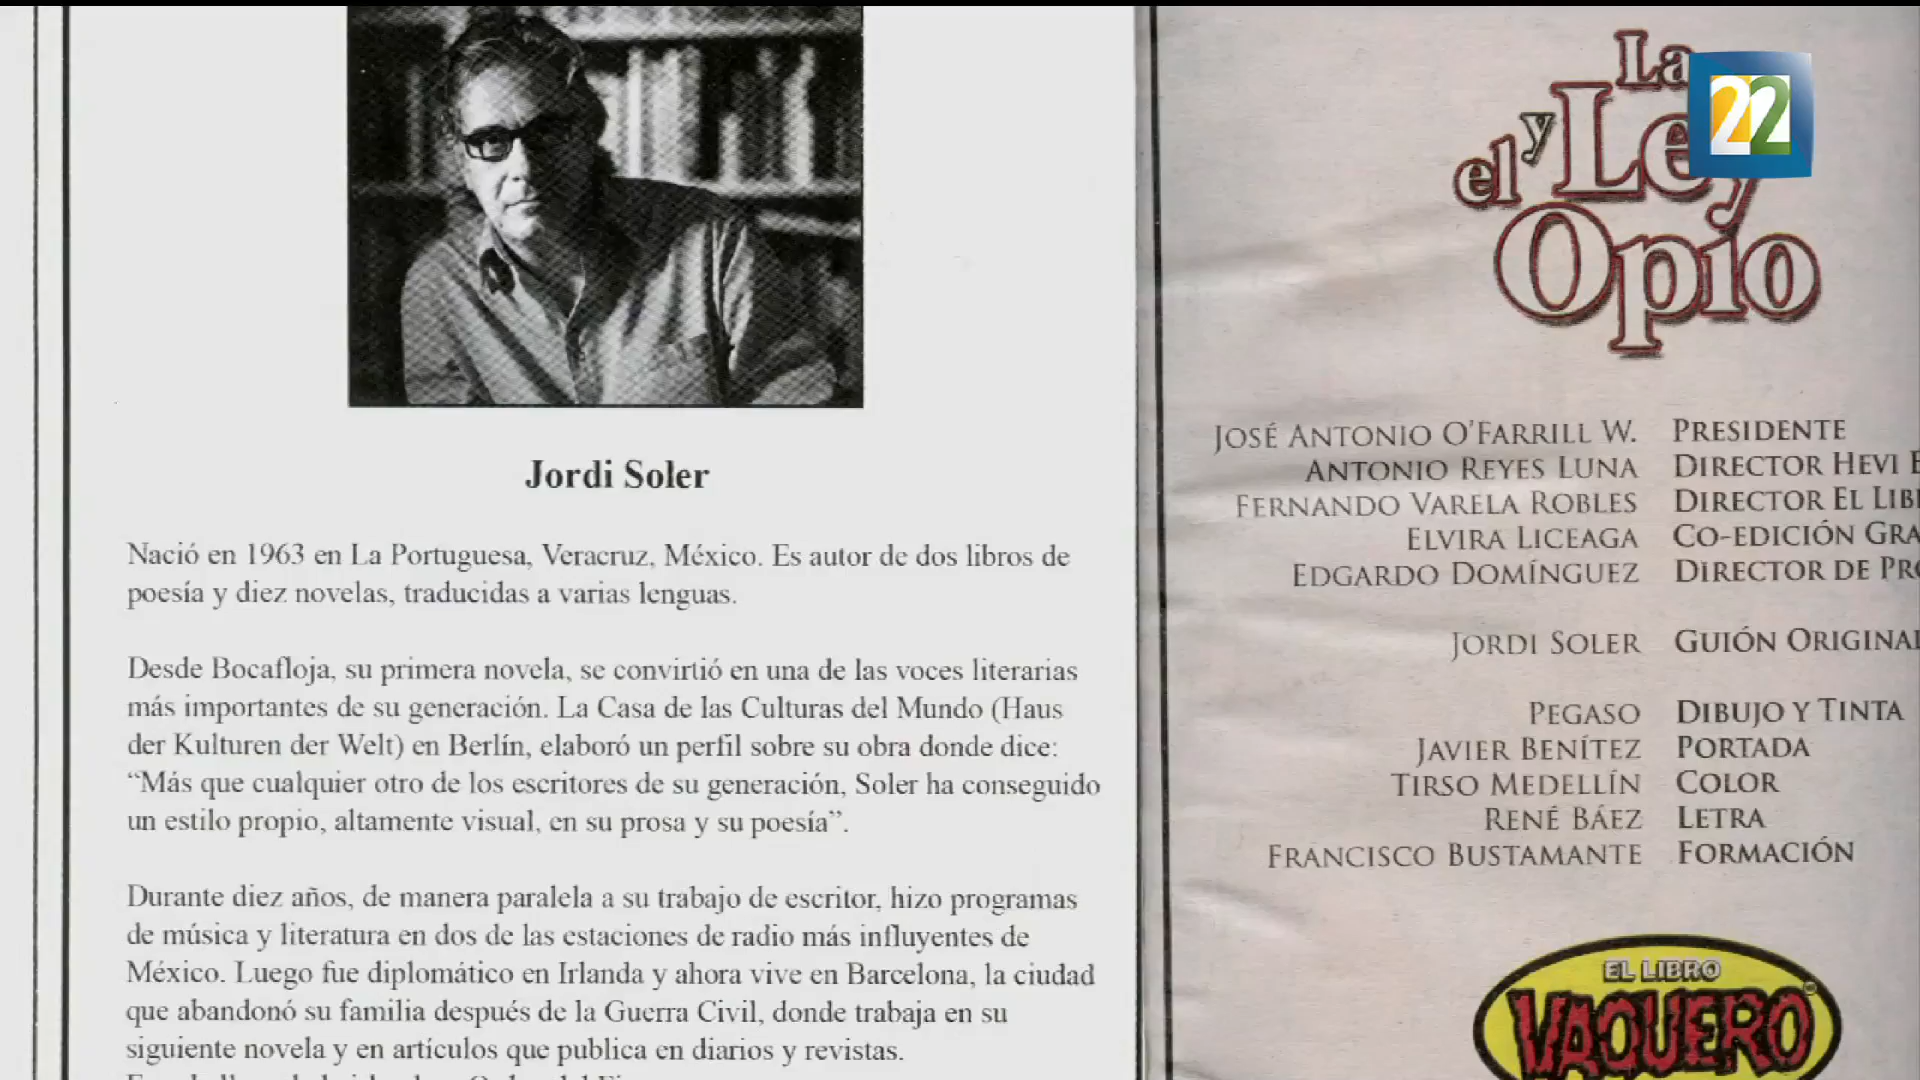 Jordi Soler
Nació en 1963 en La Portuguesa, Veracruz, México. Es autor de dos libros de
poesía y diez novelas, traducidas a varias lenguas.
Desde Bocafloja, su primera novela, se convirtió en una de las voces literarias
más importantes de su generación. La Casa de las Culturas del Mundo (Haus
der Kulturen der Welt) en Berlín, elaboró un perfil sobre su obra donde dice:
“Más que cualquier otro de los escritores de su generación, Soler ha conseguido
un estilo propio, altamente visual, en su prosa y su poesía”.
Durante diez años, de manera paralela a su trabajo de escritor, hizo programas
de música y literatura en dos de las estaciones de radio más influyentes de
México. Luego fue diplomático en Irlanda y ahora vive en Barcelona, la ciudad
que abandonó su familia después de la Guerra Civil, donde trabaja en su
siguiente novela y en artículos que publica en diarios y revistas.
La
Ley
y
el
Opio
22
JOSÉ ANTONIO O’FARRILL W. PRESIDENTE
ANTONIO REYES LUNA DIRECTOR HEVI
FERNANDO VARELA ROBLES DIRECTOR EL
ELVIRA LICEAGA CO-EDICIÓN
EDGARDO DOMÍNGUEZ DIRECTOR DE
JORDI SOLER GUIÓN ORIGINAL
PEGASO DIBUJO Y TINTA
JAVIER BENÍTEZ PORTADA
TIRSO MEDELLÍN COLOR
RENÉ BÁEZ LETRA
FRANCISCO BUSTAMANTE FORMACIÓN
EL LIBRO
VAQUERO